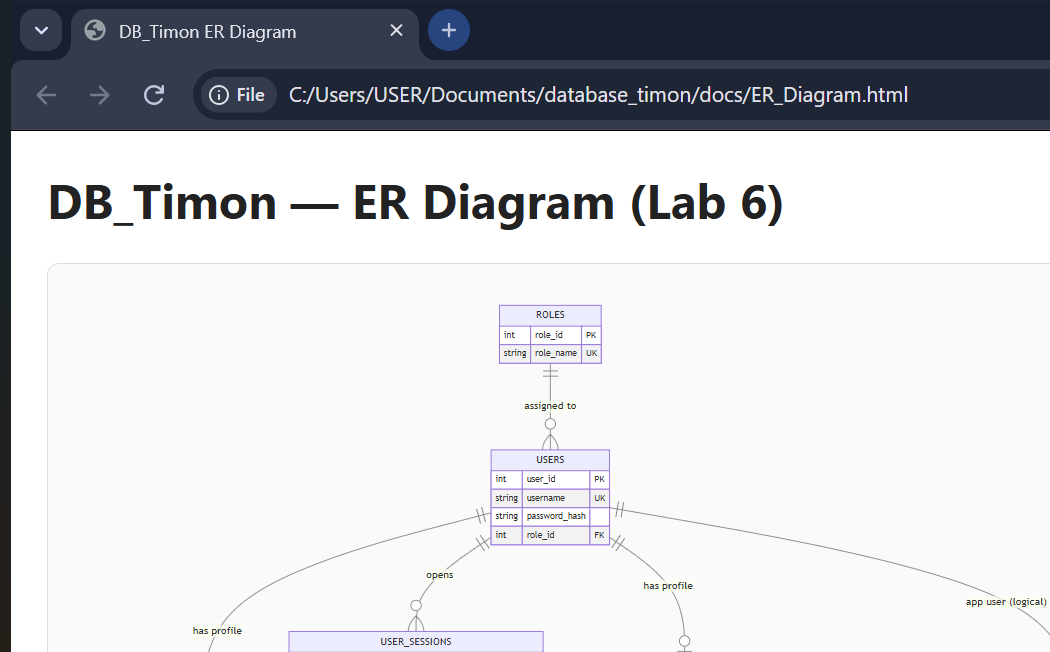 DB_Timon ER Diagram
File C:/Users/USER/Documents/database_timon/docs/ER_Diagram.html
DB_Timon — ER Diagram (Lab 6)
ROLES
int role_id PK
string role_name UK
assigned to
USERS
int user_id PK
string username UK
string password_hash
int role_id FK
opens
has profile
app user (logical)
has profile
USER_SESSIONS